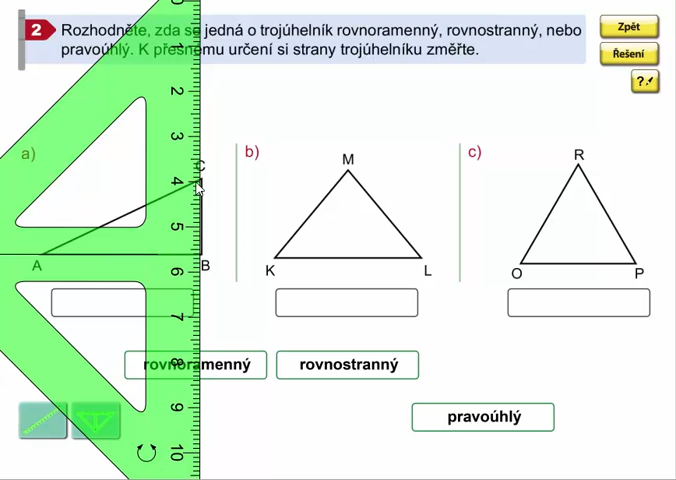 2 Rozhodněte, zda se jedná o trojúhelník rovnoramenný, rovnostranný, nebo
pravoúhlý. K přesnému určení si strany trojúhelníku změřte.
Zpět
Řešení
?
0
1
2
3
4
5
6
7
8
9
10
a)
C
A
B
b)
M
K
L
c)
R
O
P
rovnoramenný
rovnostranný
pravoúhlý